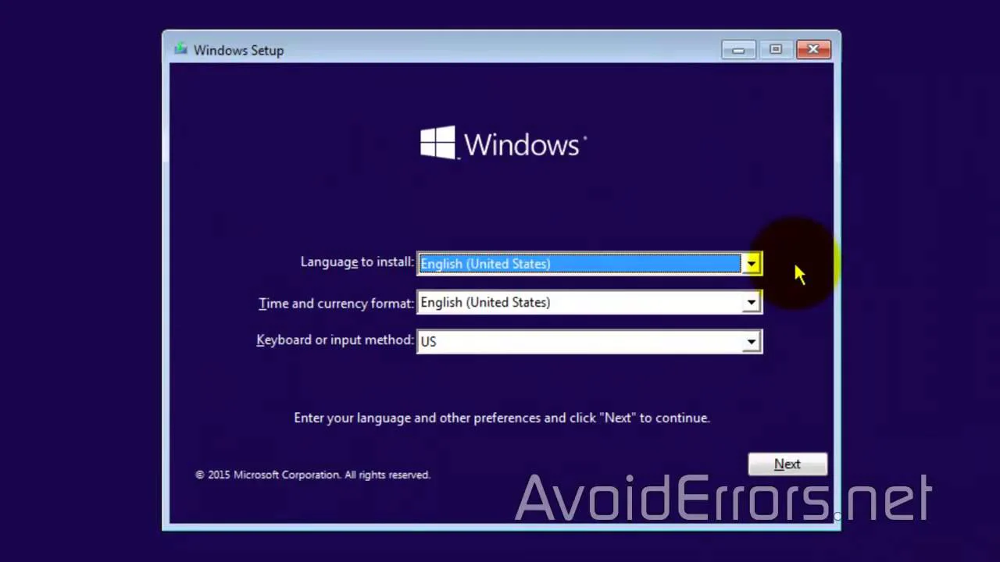 Windows Setup
Windows
Language to install: English (United States)
Time and currency format: English (United States)
Keyboard or input method: US
Enter your language and other preferences and click "Next" to continue.
Next
© 2015 Microsoft Corporation. All rights reserved.
AvoidErrors.net